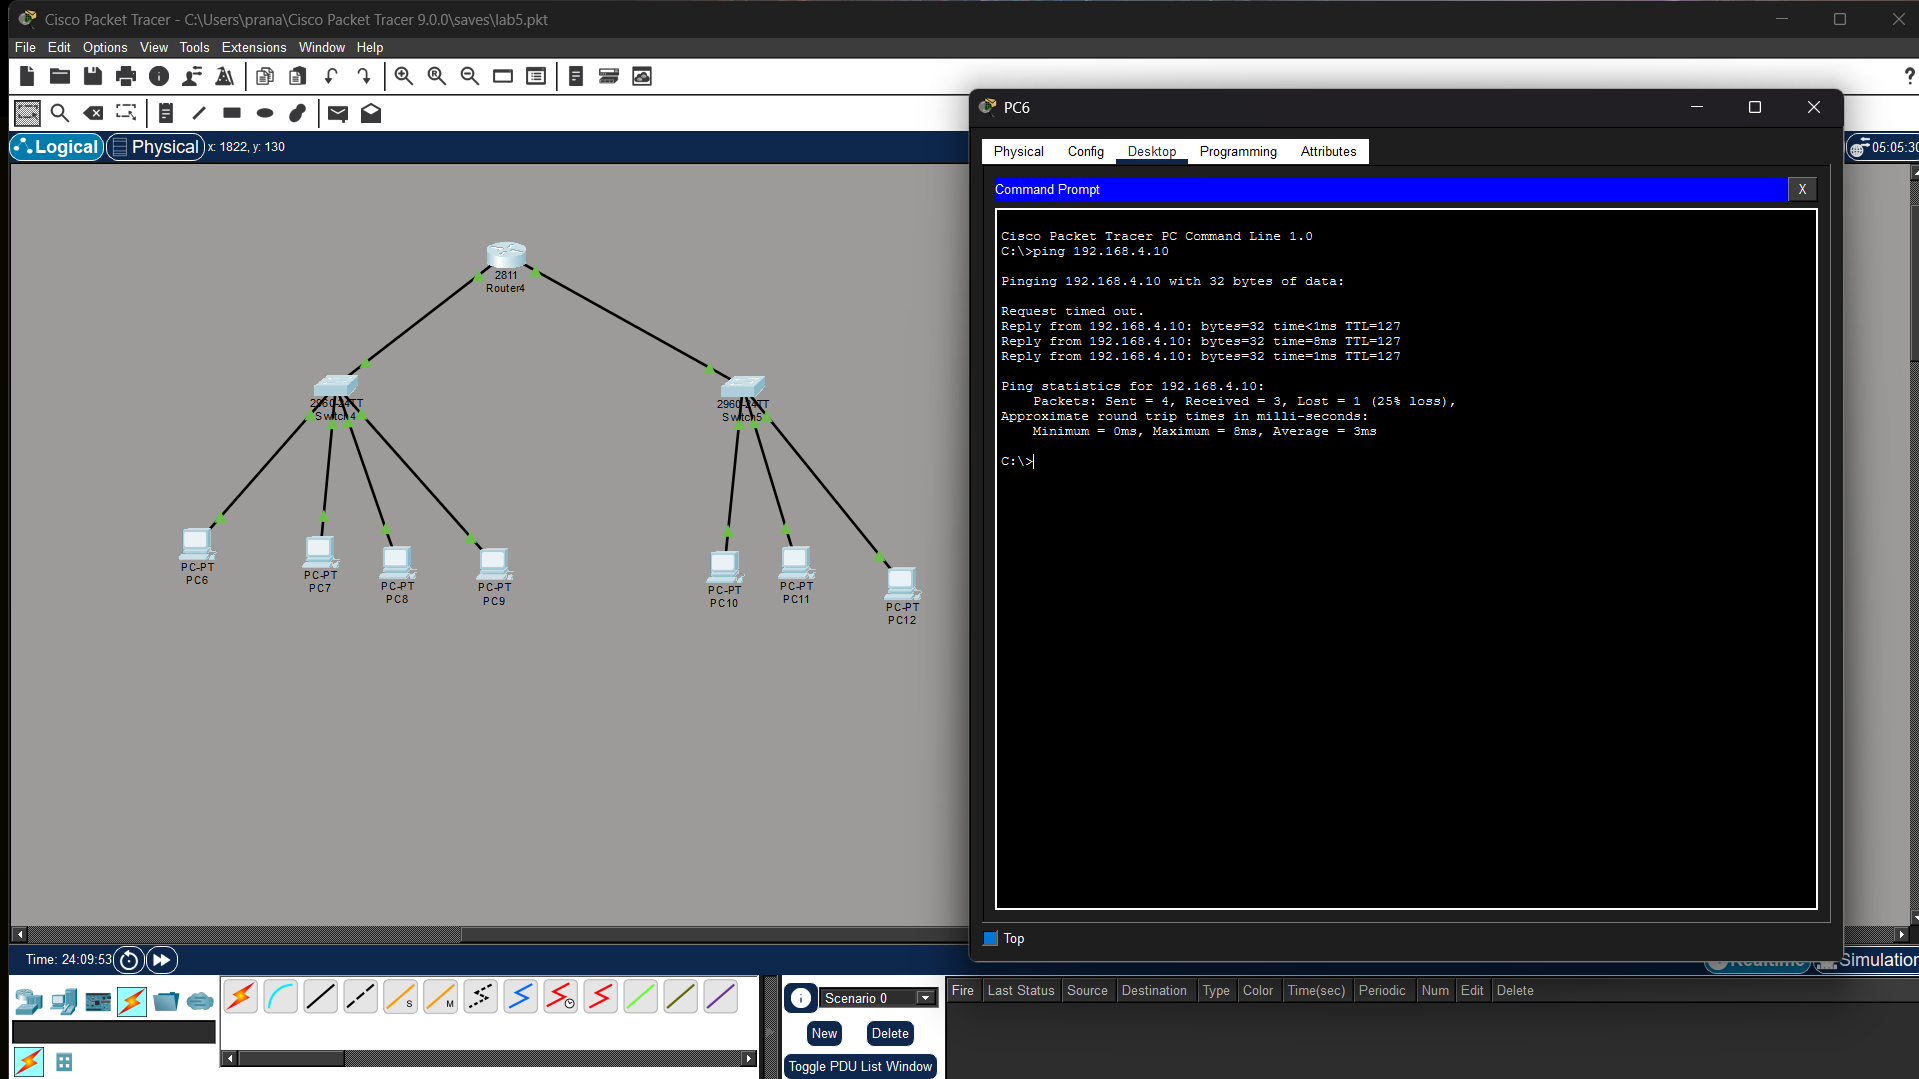 Cisco Packet Tracer - C:\Users\prana\Cisco Packet Tracer 9.0.0\saves\lab5.pkt
File Edit Options View Tools Extensions Window Help
?
Logical Physical x: 1822, y: 130
05:05:30
2811
Router4
2960-24TT
Switch4
2960-24TT
Switch5
PC-PT
PC6
PC-PT
PC7
PC-PT
PC8
PC-PT
PC9
PC-PT
PC10
PC-PT
PC11
PC-PT
PC12
PC6
Physical Config Desktop Programming Attributes
Command Prompt X
Cisco Packet Tracer PC Command Line 1.0
C:\>ping 192.168.4.10
Pinging 192.168.4.10 with 32 bytes of data:
Request timed out.
Reply from 192.168.4.10: bytes=32 time<1ms TTL=127
Reply from 192.168.4.10: bytes=32 time=8ms TTL=127
Reply from 192.168.4.10: bytes=32 time=1ms TTL=127
Ping statistics for 192.168.4.10:
Packets: Sent = 4, Received = 3, Lost = 1 (25% loss),
Approximate round trip times in milli-seconds:
Minimum = 0ms, Maximum = 8ms, Average = 3ms
C:\>
Top
Time: 24:09:53
Realtime Simulation
S M
Scenario 0
New Delete
Toggle PDU List Window
Fire Last Status Source Destination Type Color Time(sec) Periodic Num Edit Delete